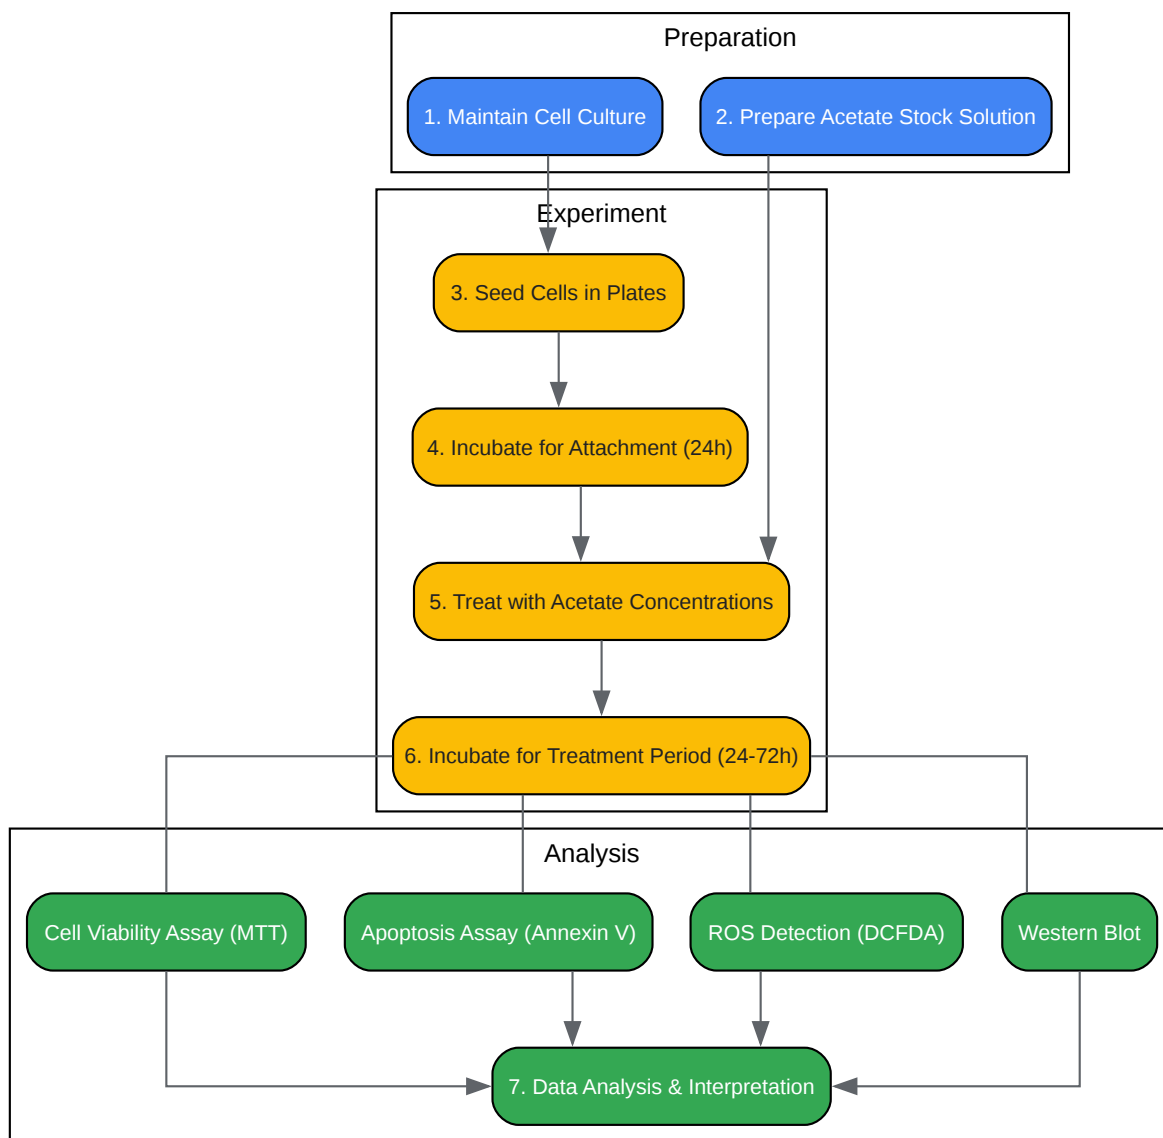 Preparation
1. Maintain Cell Culture
2. Prepare Acetate Stock Solution
Experiment
3. Seed Cells in Plates
4. Incubate for Attachment (24h)
5. Treat with Acetate Concentrations
6. Incubate for Treatment Period (24-72h)
Analysis
Cell Viability Assay (MTT)
Apoptosis Assay (Annexin V)
ROS Detection (DCFDA)
Western Blot
7. Data Analysis & Interpretation